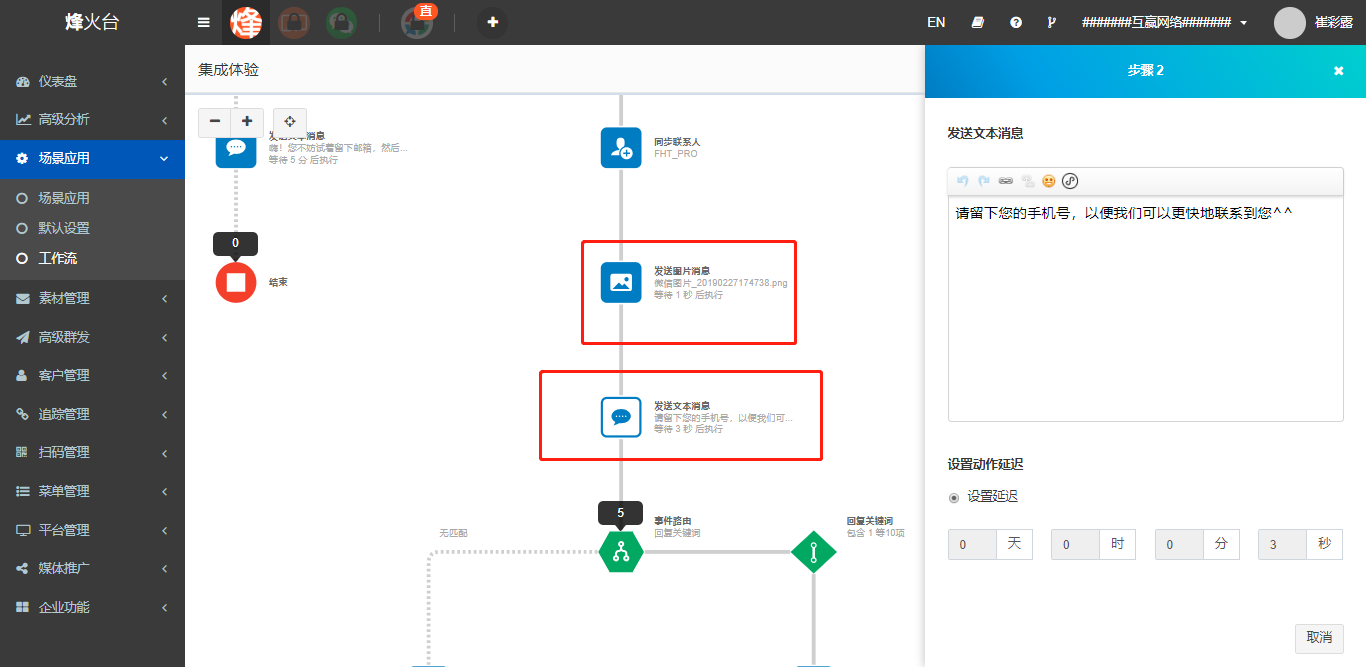 烽火台
烽
直
EN
#######互赢网络#######
崔彩露
仪表盘
高级分析
场景应用
场景应用
默认设置
工作流
素材管理
高级群发
客户管理
追踪管理
扫码管理
菜单管理
平台管理
媒体推广
企业功能
集成体验
发送文本消息
嗨！您不妨试着留下邮箱，然后...
等待 5 分 后执行
0
结束
同步联系人
FHT_PRO
发送图片消息
微信图片_20190227174738.png
等待 1 秒 后执行
发送文本消息
请留下您的手机号，以便我们可...
等待 3 秒 后执行
5
事件路由
回复关键词
无匹配
回复关键词
包含 1 等10项
步骤 2
发送文本消息
请留下您的手机号，以便我们可以更快地联系到您^ ^
设置动作延迟
设置延迟
0 天 0 时 0 分 3 秒
取消